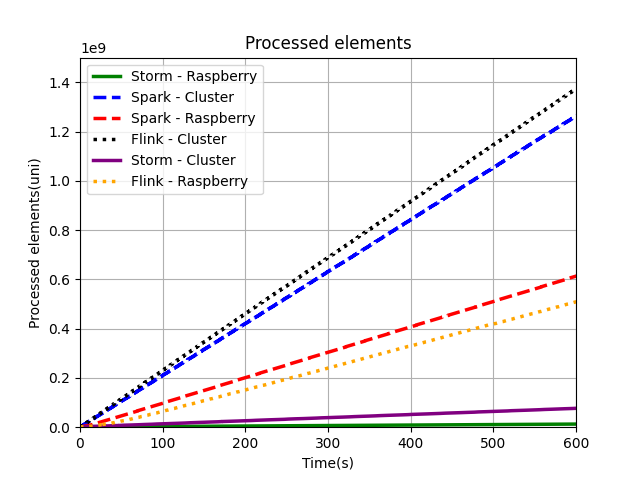 Processed elements
1e9
1.4
1.2
1.0
0.8
0.6
0.4
0.2
0.0
Processed elements(uni)
Storm - Raspberry
Spark - Cluster
Spark - Raspberry
Flink - Cluster
Storm - Cluster
Flink - Raspberry
0 100 200 300 400 500 600
Time(s)